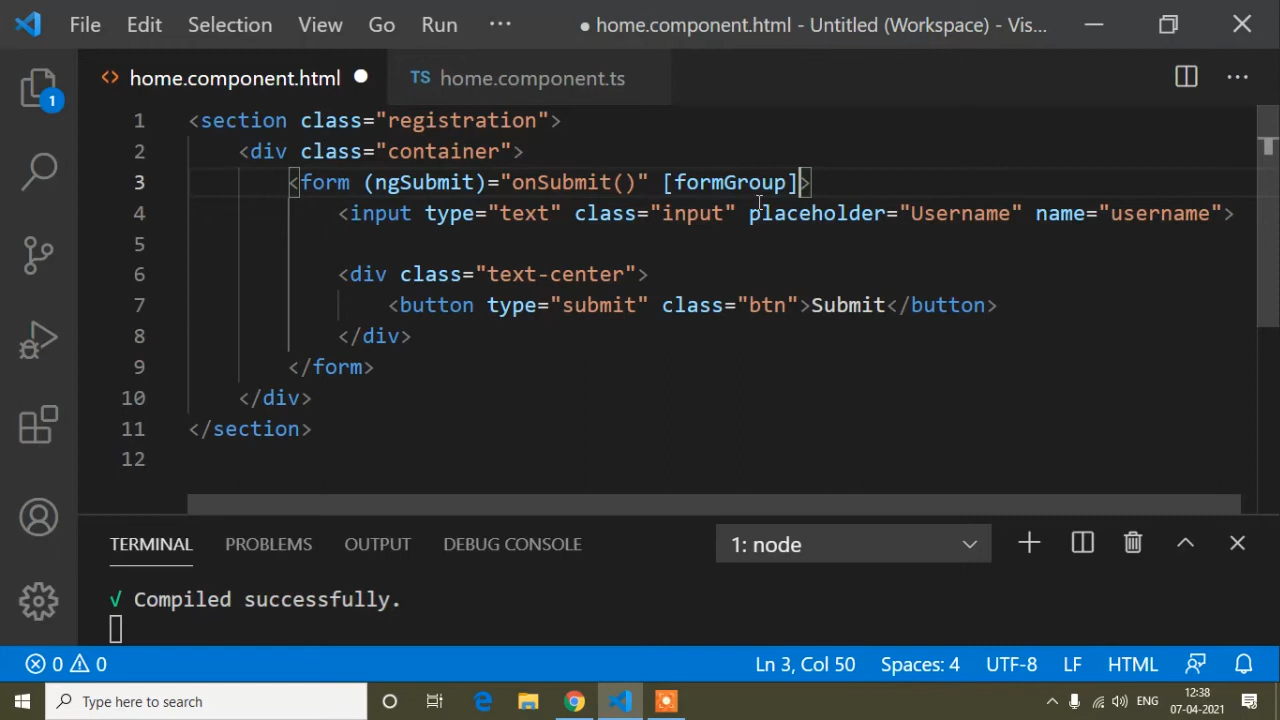 File Edit Selection View Go Run ··· ● home.component.html - Untitled (Workspace) - Vis...
<> home.component.html ● TS home.component.ts ···
1 <section class="registration">
2 <div class="container">
3 <form (ngSubmit)="onSubmit()" [formGroup]>
4 <input type="text" class="input" placeholder="Username" name="username">
5
6 <div class="text-center">
7 <button type="submit" class="btn">Submit</button>
8 </div>
9 </form>
10 </div>
11 </section>
12
1
TERMINAL PROBLEMS OUTPUT DEBUG CONSOLE 1: node
√ Compiled successfully.
0 0 Ln 3, Col 50 Spaces: 4 UTF-8 LF HTML
Type here to search ENG 12:38
07-04-2021